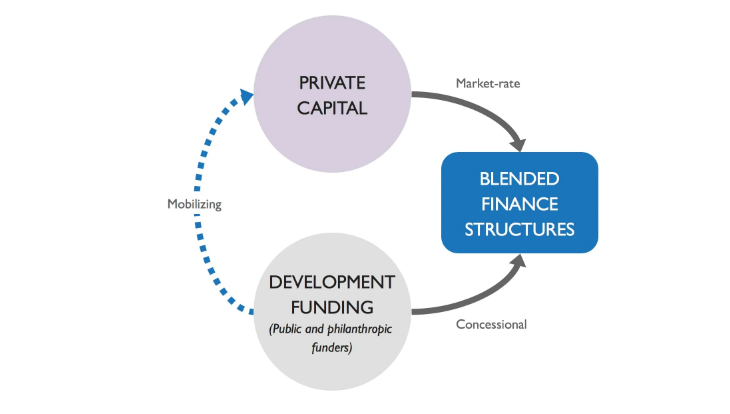 PRIVATE
CAPITAL
Market-rate
BLENDED
FINANCE
STRUCTURES
Mobilizing
DEVELOPMENT
FUNDING
(Public and philanthropic
funders)
Concessional